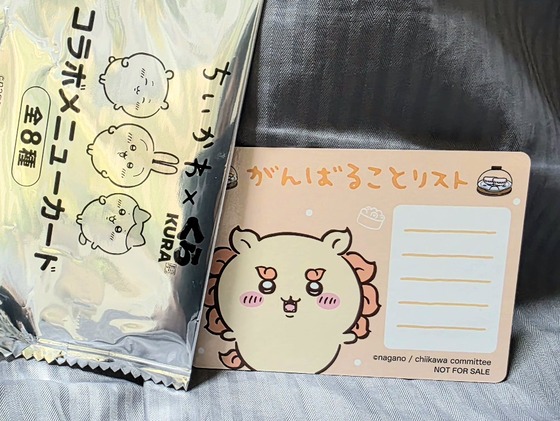 ちいかわ×くら
KURA
コラボメニューカード
全8種
がんばることリスト
©nagano / chiikawa committee
NOT FOR SALE